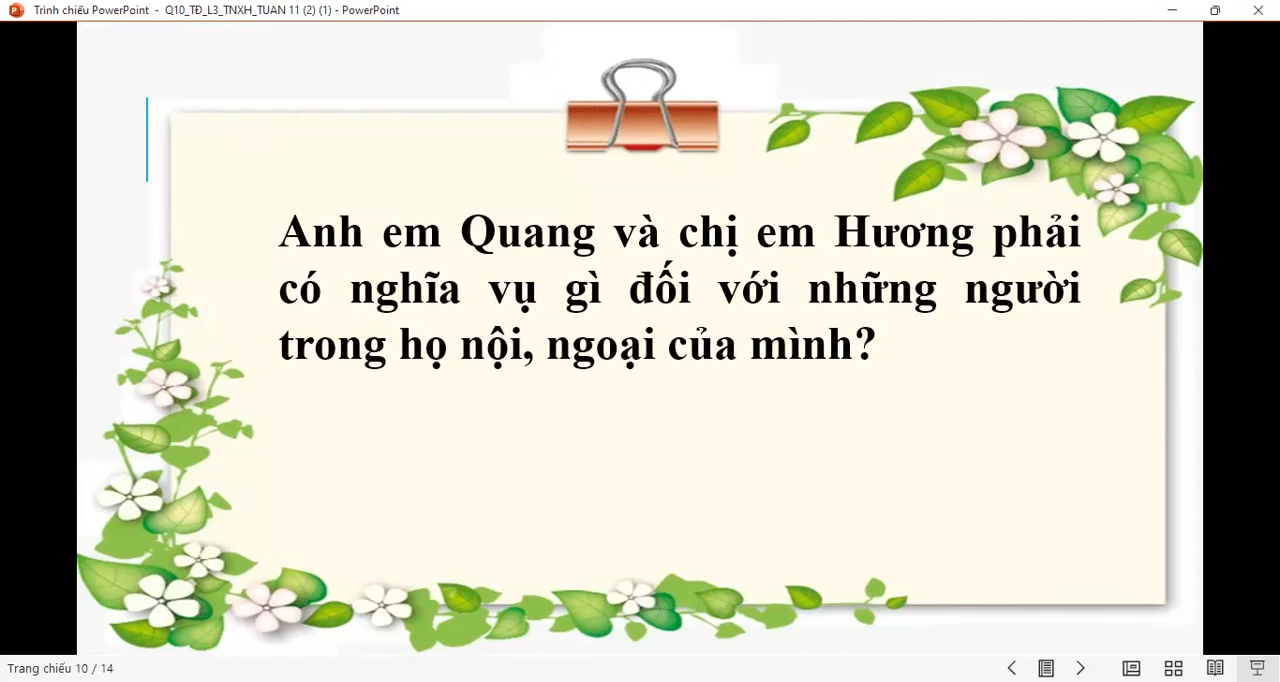 Trình chiếu PowerPoint - Q10_TĐ_L3_TNXH_TUAN 11 (2) (1) - PowerPoint
Anh em Quang và chị em Hương phải
có nghĩa vụ gì đối với những người
trong họ nội, ngoại của mình?
Trang chiếu 10 / 14